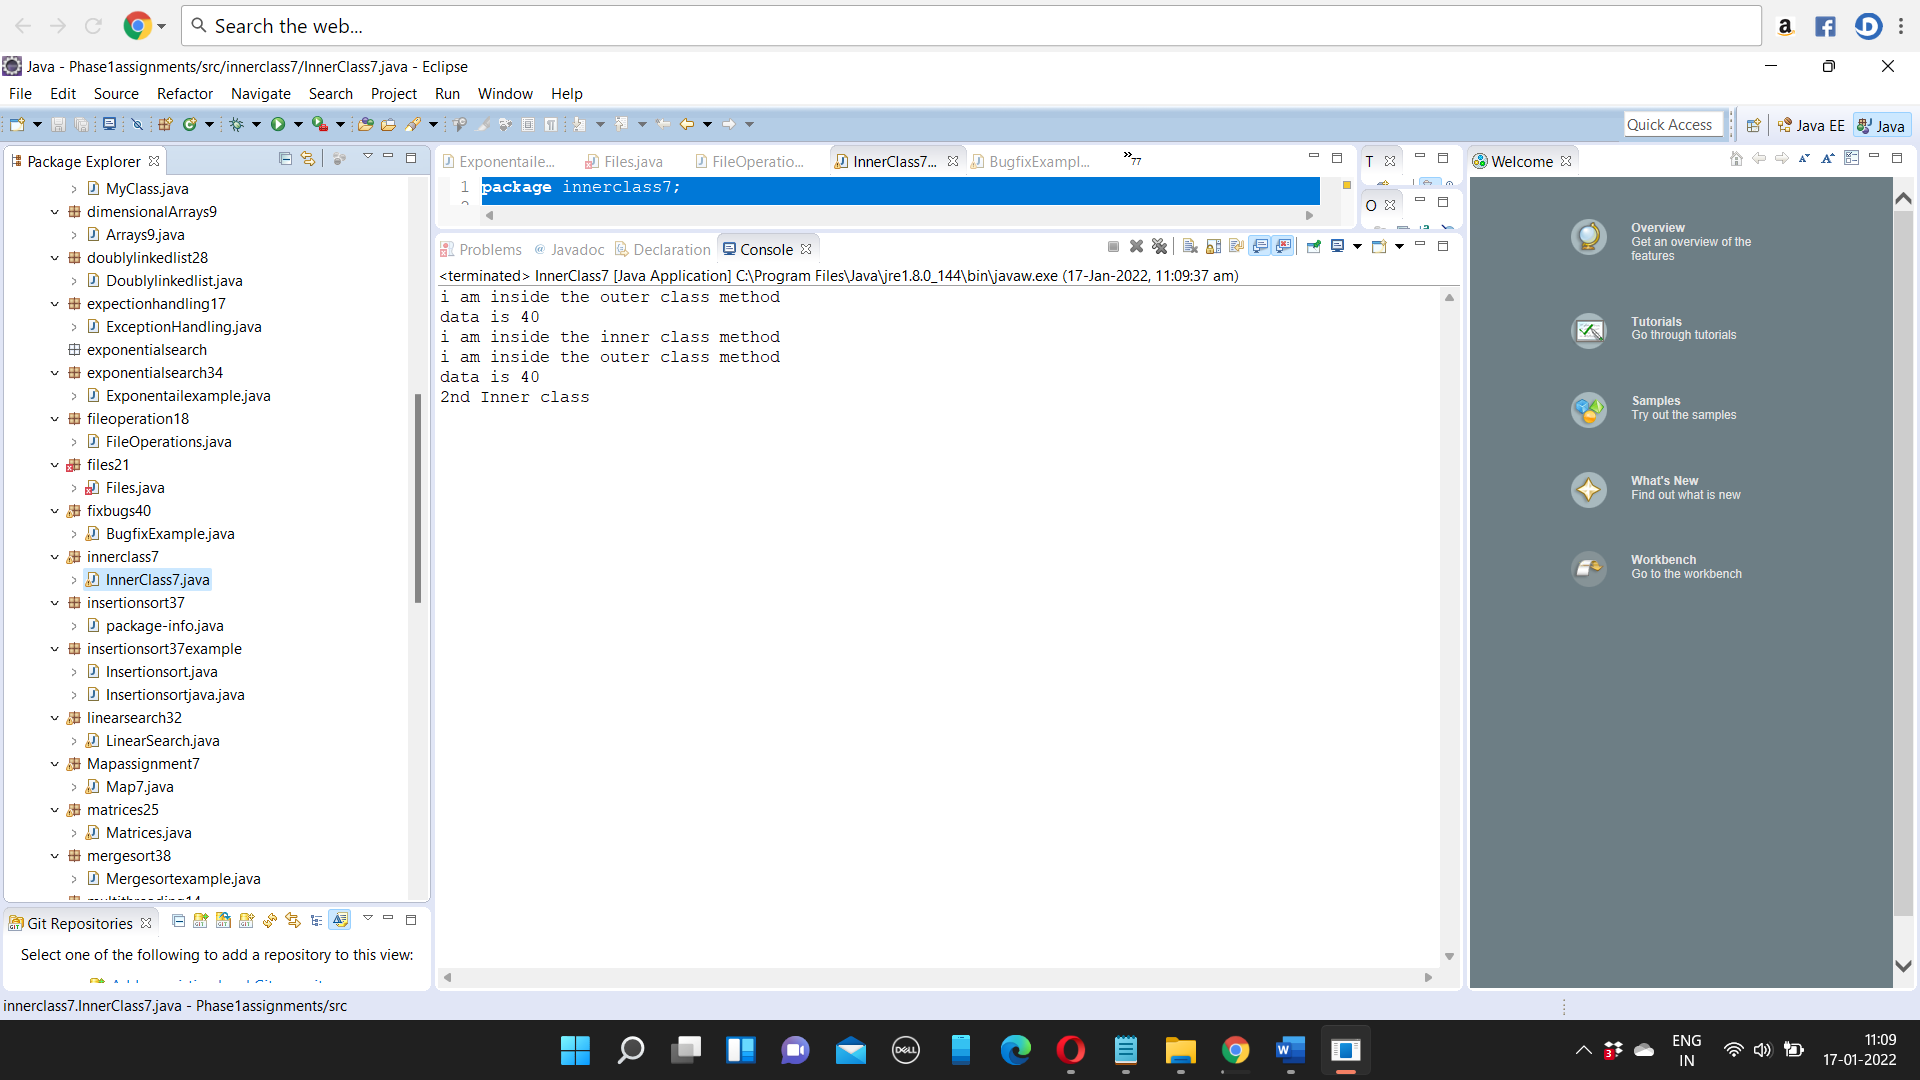 Search the web...
Java - Phase1assignments/src/innerclass7/InnerClass7.java - Eclipse
File Edit Source Refactor Navigate Search Project Run Window Help
Quick Access
Java EE
Java
Package Explorer
MyClass.java
dimensionalArrays9
Arrays9.java
doublylinkedlist28
Doublylinkedlist.java
expectionhandling17
ExceptionHandling.java
exponentialsearch
exponentialsearch34
Exponentailexample.java
fileoperation18
FileOperations.java
files21
Files.java
fixbugs40
BugfixExample.java
innerclass7
InnerClass7.java
insertionsort37
package-info.java
insertionsort37example
Insertionsort.java
Insertionsortjava.java
linearsearch32
LinearSearch.java
Mapassignment7
Map7.java
matrices25
Matrices.java
mergesort38
Mergesortexample.java
Git Repositories
Select one of the following to add a repository to this view:
Exponentaile... Files.java FileOperatio... InnerClass7... BugfixExampl... »77
1 package innerclass7;
T
O
Problems @ Javadoc Declaration Console
<terminated> InnerClass7 [Java Application] C:\Program Files\Java\jre1.8.0_144\bin\javaw.exe (17-Jan-2022, 11:09:37 am)
i am inside the outer class method
data is 40
i am inside the inner class method
i am inside the outer class method
data is 40
2nd Inner class
Welcome
Overview
Get an overview of the
features
Tutorials
Go through tutorials
Samples
Try out the samples
What's New
Find out what is new
Workbench
Go to the workbench
innerclass7.InnerClass7.java - Phase1assignments/src
DELL
3
ENG
IN
11:09
17-01-2022